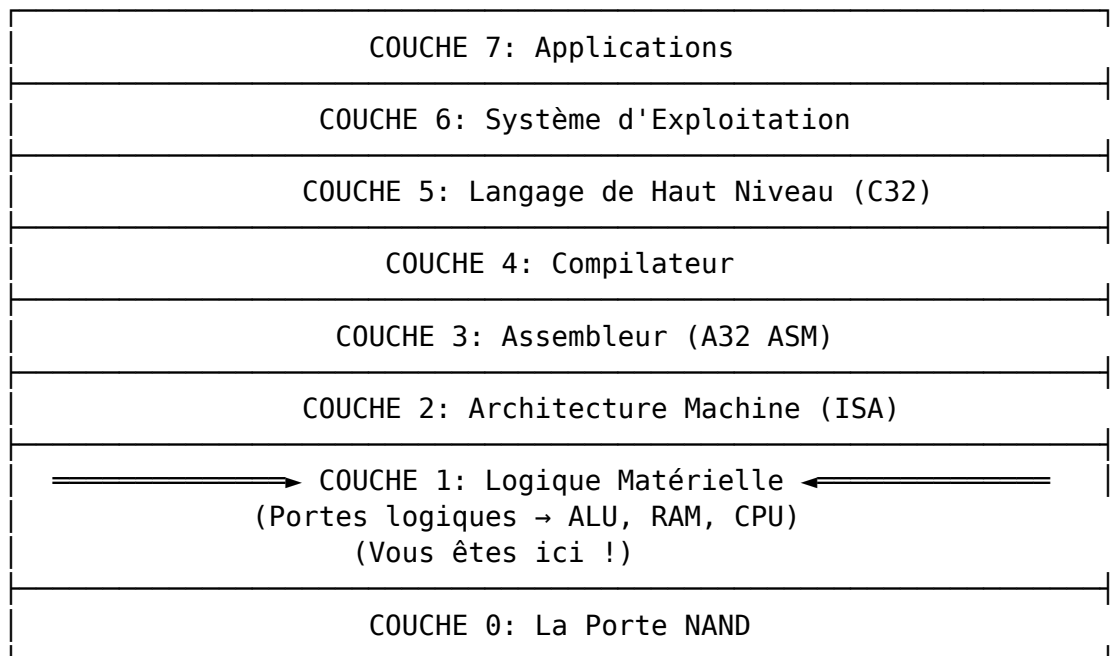 COUCHE 7: Applications
COUCHE 6: Système d'Exploitation
COUCHE 5: Langage de Haut Niveau (C32)
COUCHE 4: Compilateur
COUCHE 3: Assembleur (A32 ASM)
COUCHE 2: Architecture Machine (ISA)
COUCHE 1: Logique Matérielle
(Portes logiques → ALU, RAM, CPU)
(Vous êtes ici !)
COUCHE 0: La Porte NAND